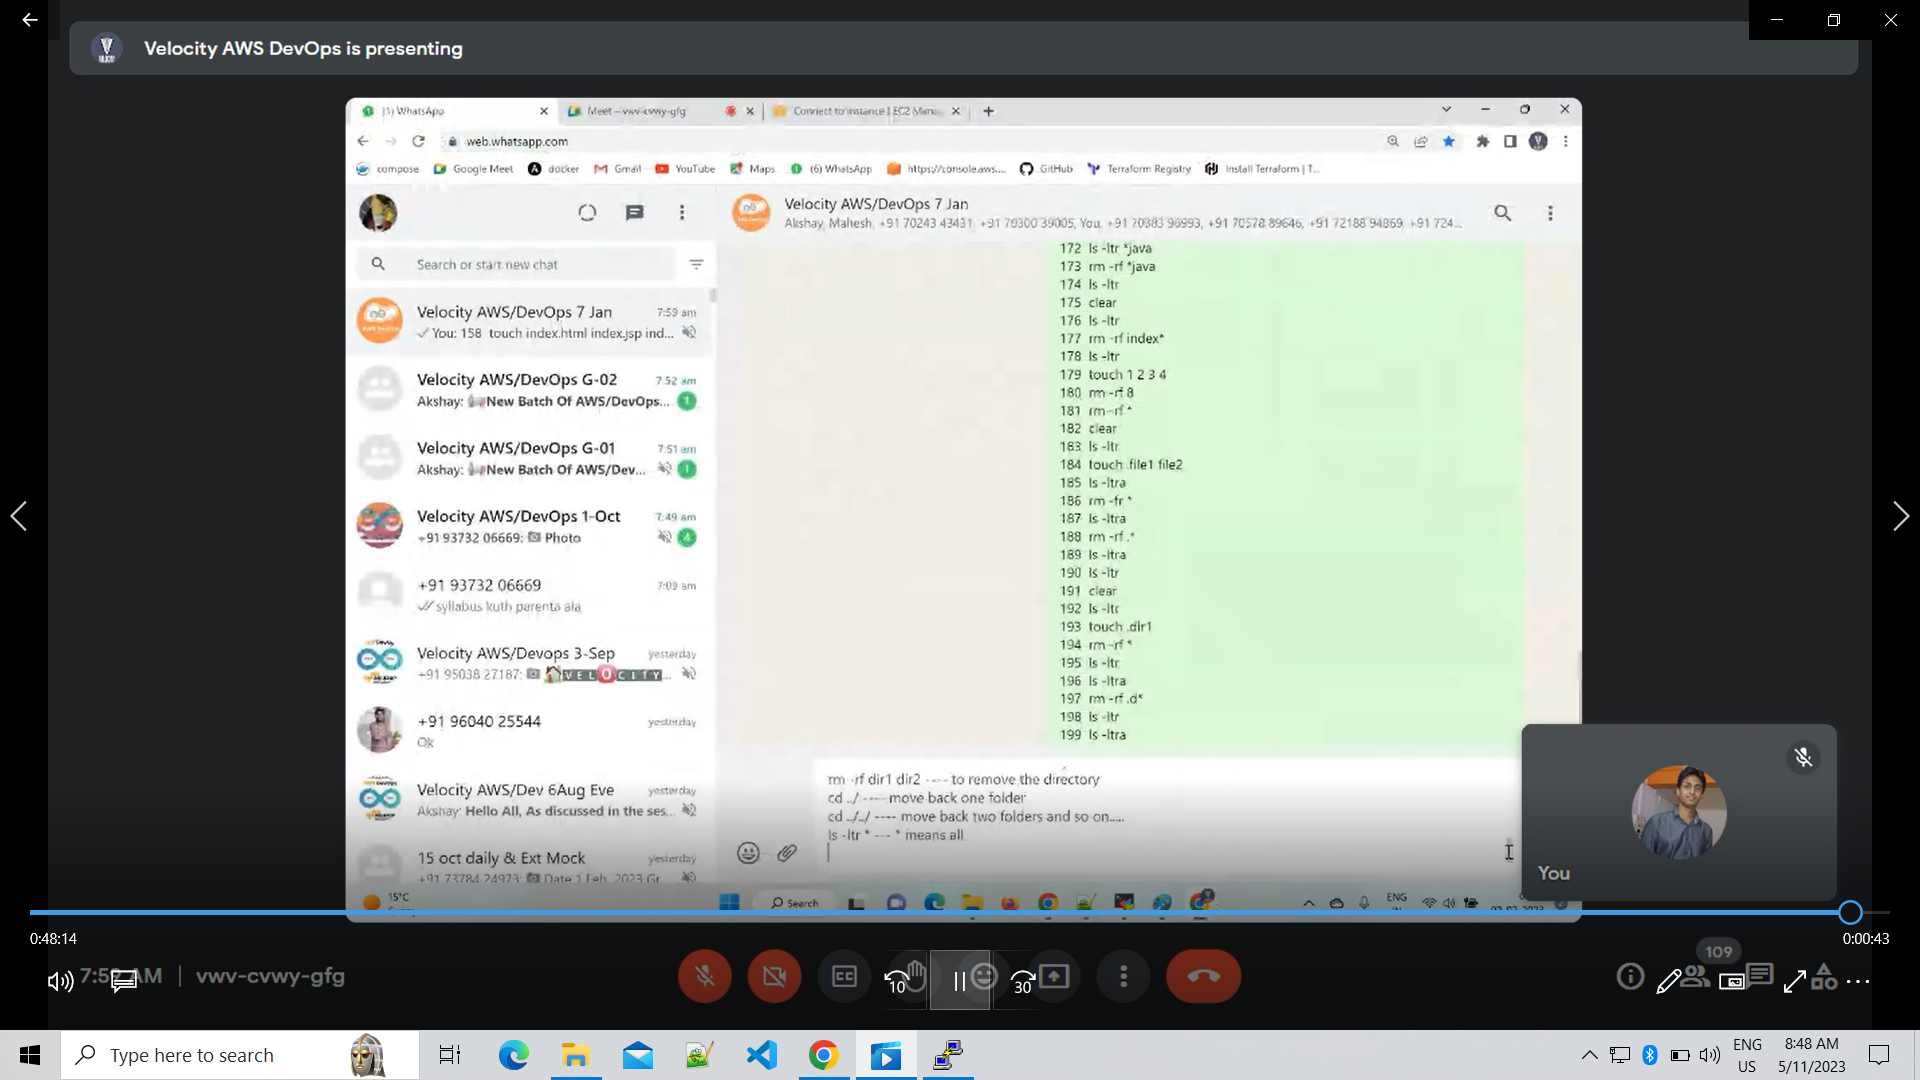 Velocity AWS DevOps is presenting
(1) WhatsApp
Meet – vwv-cvwy-gfg
Connect to instance | EC2 Mana
web.whatsapp.com
compose
Google Meet
docker
Gmail
YouTube
Maps
(6) WhatsApp
https://console.aws....
GitHub
Terraform Registry
Install Terraform | T...
Velocity AWS/DevOps 7 Jan
Akshay, Mahesh, +91 70243 43431, +91 70300 39005, You, +91 70383 96993, +91 70578 89646, +91 72188 94869, +91 724...
Search or start new chat
Velocity AWS/DevOps 7 Jan
7:59 am
You: 158 touch index.html index.jsp ind...
Velocity AWS/DevOps G-02
7:52 am
Akshay: New Batch Of AWS/DevOps...
1
Velocity AWS/DevOps G-01
7:51 am
Akshay: New Batch Of AWS/Dev...
1
Velocity AWS/DevOps 1-Oct
7:49 am
+91 93732 06669: Photo
4
+91 93732 06669
7:09 am
syllabus kuth parenta ala
Velocity AWS/Devops 3-Sep
yesterday
+91 95038 27187: VELOCITY...
+91 96040 25544
yesterday
Ok
Velocity AWS/Dev 6Aug Eve
yesterday
Akshay: Hello All, As discussed in the ses...
15 oct daily & Ext Mock
yesterday
+91 73784 24973: Date 1 Feb, 2023 Gr
172 ls -ltr *java
173 rm -rf *java
174 ls -ltr
175 clear
176 ls -ltr
177 rm -rf index*
178 ls -ltr
179 touch 1 2 3 4
180 rm -rf 8
181 rm -rf *
182 clear
183 ls -ltr
184 touch .file1 file2
185 ls -ltra
186 rm -fr *
187 ls -ltra
188 rm -rf .*
189 ls -ltra
190 ls -ltr
191 clear
192 ls -ltr
193 touch .dir1
194 rm -rf *
195 ls -ltr
196 ls -ltra
197 rm -rf .d*
198 ls -ltr
199 ls -ltra
rm -rf dir1 dir2 ---- to remove the directory
cd ../ ---- move back one folder
cd ../../ ---- move back two folders and so on.....
ls -ltr * --- * means all
You
15°C
Search
ENG
0:48:14
0:00:43
7:59 AM | vwv-cvwy-gfg
CC
10
30
109
Type here to search
ENG
US
8:48 AM
5/11/2023